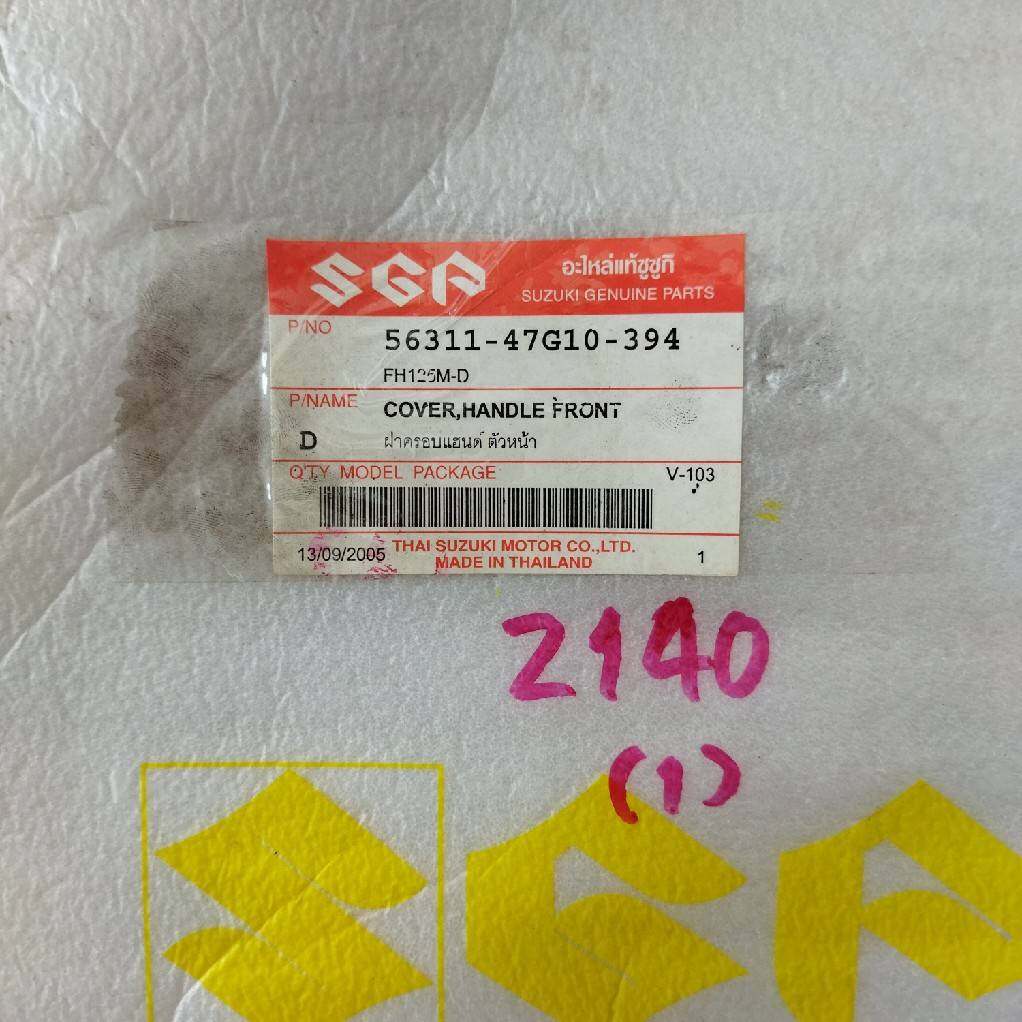 SGP
อะไหล่แท้ซูซูกิ
SUZUKI GENUINE PARTS
P/NO
56311-47G10-394
FH125M-D
P/NAME
COVER,HANDLE FRONT
D
ฝาครอบแฮนด์ ตัวหน้า
Q'TY MODEL PACKAGE
V-103
13/09/2005
THAI SUZUKI MOTOR CO.,LTD.
MADE IN THAILAND
1
2140
(1)
SGP